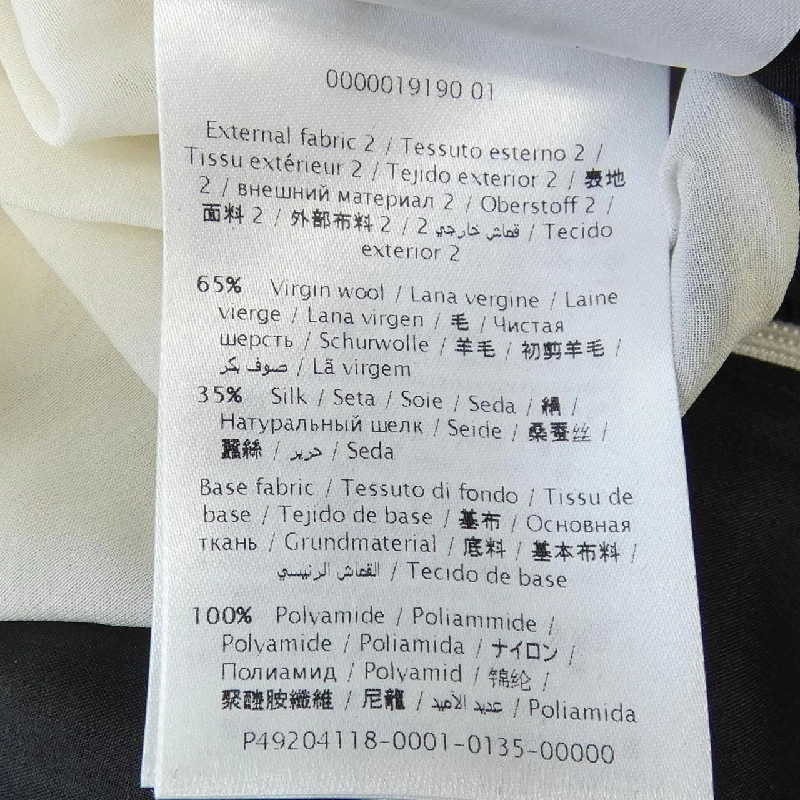 0000019190 01
External fabric 2 / Tessuto esterno 2 /
Tissu extérieur 2 / Tejido exterior 2 / 表地
2 / внешний материал 2 / Oberstoff 2 /
面料 2 / 外部布料 2 / 2 قماش خارجي / Tecido
exterior 2
65% Virgin wool / Lana vergine / Laine
vierge / Lana virgen / 毛 / Чистая
шерсть / Schurwolle / 羊毛 / 初剪羊毛 /
صوف بكر / Lã virgem
35% Silk / Seta / Soie / Seda / 絹 /
Натуральный шелк / Seide / 桑蚕丝 /
蠶絲 / حرير / Seda
Base fabric / Tessuto di fondo / Tissu de
base / Tejido de base / 基布 / Основная
ткань / Grundmaterial / 底料 / 基本布料 /
القماش الرئيسي / Tecido de base
100% Polyamide / Poliammide /
Polyamide / Poliamida / ナイロン /
Полиамид / Polyamid / 锦纶 /
聚醯胺纖維 / 尼龍 / عديد الأميد / Poliamida
P49204118-0001-0135-00000